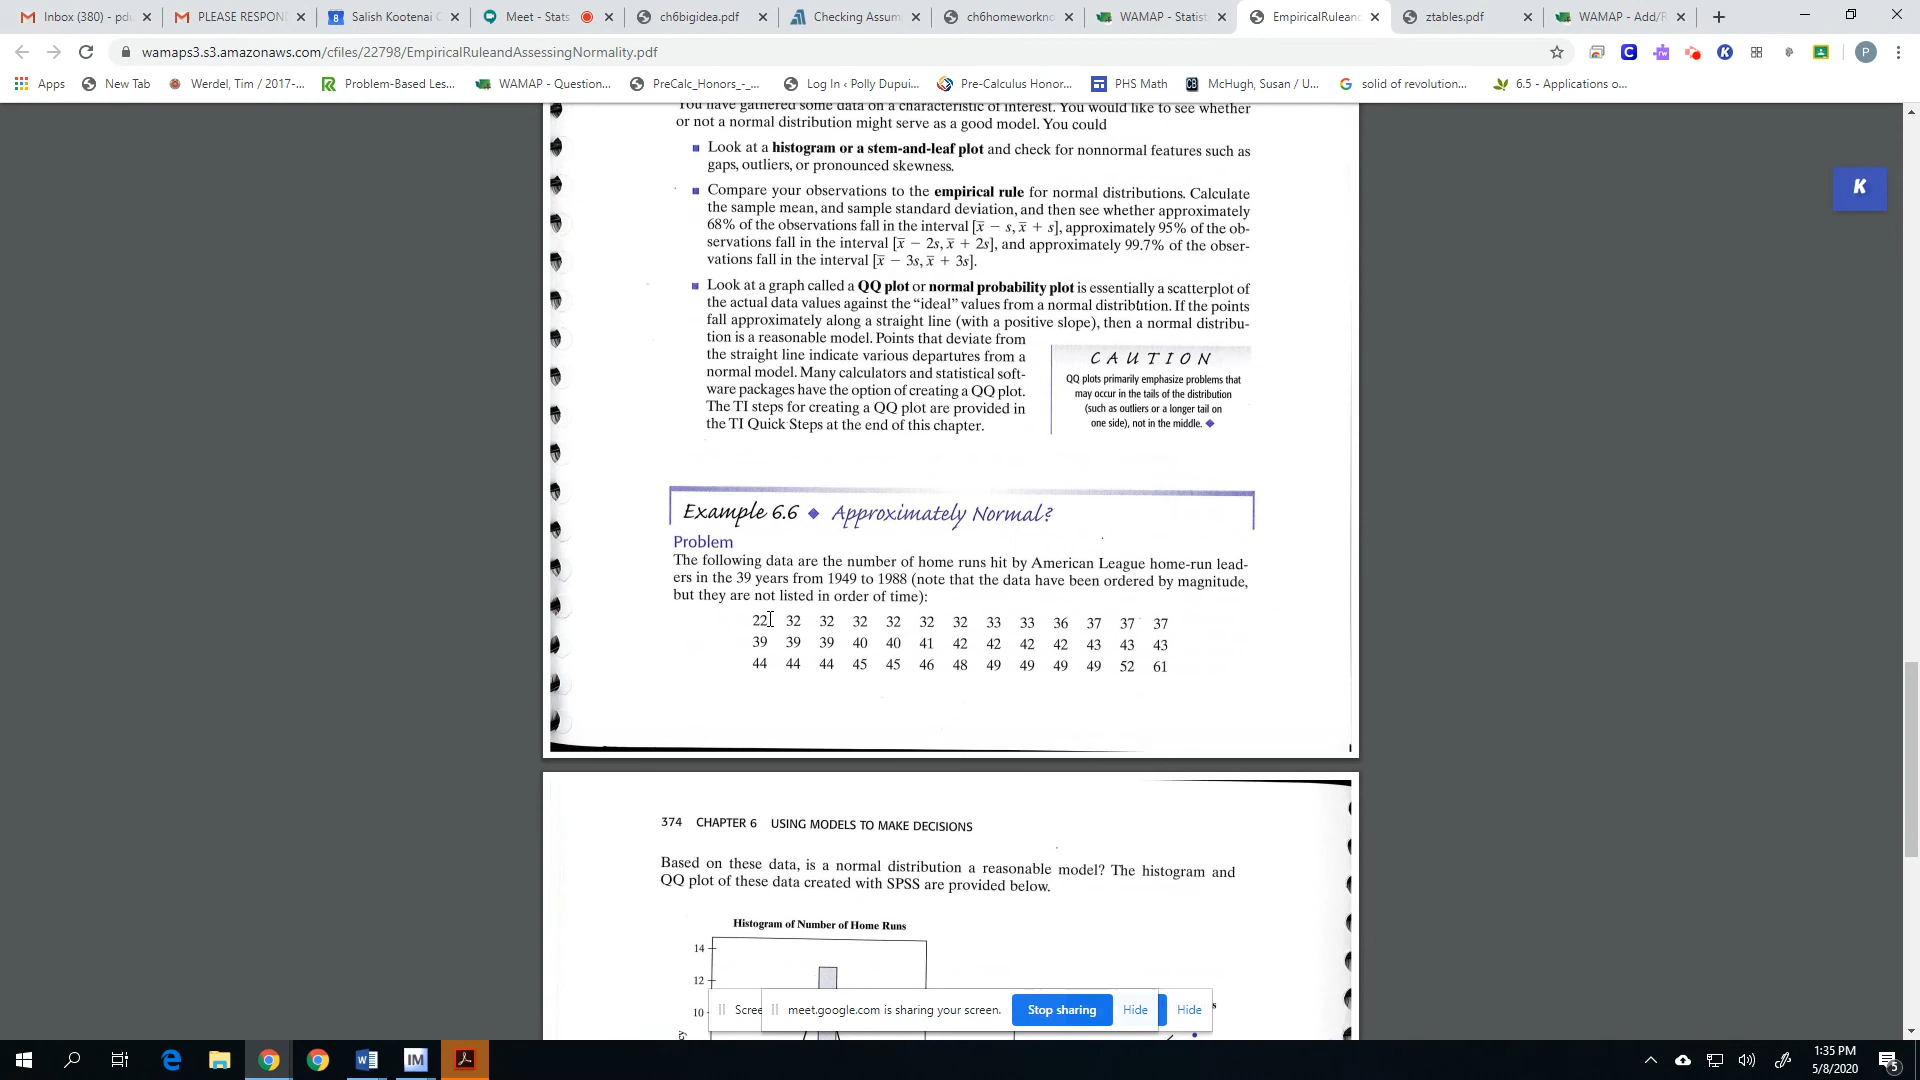 Inbox (380) - pdu
PLEASE RESPON
Salish Kootenai C
Meet - Stats
ch6bigidea.pdf
Checking Assum
ch6homeworkno
WAMAP - Statist
EmpiricalRulean
ztables.pdf
WAMAP - Add/R
wamaps3.s3.amazonaws.com/cfiles/22798/EmpiricalRuleandAssessingNormality.pdf
Apps
New Tab
Werdel, Tim / 2017-...
Problem-Based Les...
WAMAP - Question...
PreCalc_Honors_-_...
Log In ‹ Polly Dupui...
Pre-Calculus Honor...
PHS Math
McHugh, Susan / U...
solid of revolution...
6.5 - Applications o...
You have gathered some data on a characteristic of interest. You would like to see whether
or not a normal distribution might serve as a good model. You could
■ Look at a histogram or a stem-and-leaf plot and check for nonnormal features such as
gaps, outliers, or pronounced skewness.
■ Compare your observations to the empirical rule for normal distributions. Calculate
the sample mean, and sample standard deviation, and then see whether approximately
68% of the observations fall in the interval [x̅ − s, x̅ + s], approximately 95% of the ob-
servations fall in the interval [x̅ − 2s, x̅ + 2s], and approximately 99.7% of the obser-
vations fall in the interval [x̅ − 3s, x̅ + 3s].
■ Look at a graph called a QQ plot or normal probability plot is essentially a scatterplot of
the actual data values against the “ideal” values from a normal distribution. If the points
fall approximately along a straight line (with a positive slope), then a normal distribu-
tion is a reasonable model. Points that deviate from
the straight line indicate various departures from a
normal model. Many calculators and statistical soft-
ware packages have the option of creating a QQ plot.
The TI steps for creating a QQ plot are provided in
the TI Quick Steps at the end of this chapter.
CAUTION
QQ plots primarily emphasize problems that
may occur in the tails of the distribution
(such as outliers or a longer tail on
one side), not in the middle. ◆
K
Example 6.6 ◆ Approximately Normal?
Problem
The following data are the number of home runs hit by American League home-run lead-
ers in the 39 years from 1949 to 1988 (note that the data have been ordered by magnitude,
but they are not listed in order of time):
22 32 32 32 32 32 32 33 33 36 37 37 37
39 39 39 40 40 41 42 42 42 42 43 43 43
44 44 44 45 45 46 48 49 49 49 49 52 61
374 CHAPTER 6 USING MODELS TO MAKE DECISIONS
Based on these data, is a normal distribution a reasonable model? The histogram and
QQ plot of these data created with SPSS are provided below.
Histogram of Number of Home Runs
14
12
10
Scree
meet.google.com is sharing your screen.
Stop sharing
Hide
Hide
1:35 PM
5/8/2020
5